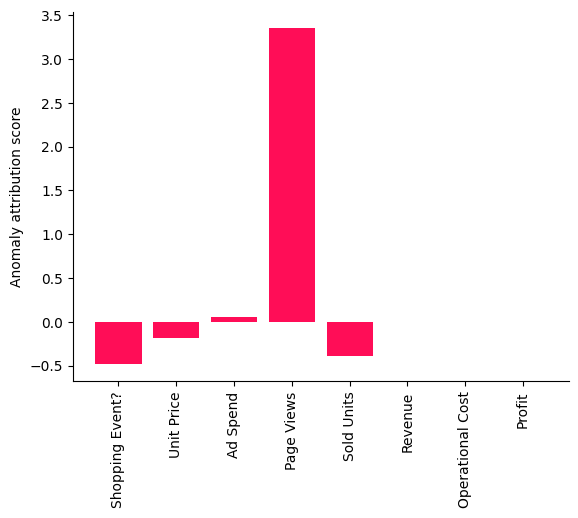 Anomaly attribution score
3.5
3.0
2.5
2.0
1.5
1.0
0.5
0.0
−0.5
Shopping Event?
Unit Price
Ad Spend
Page Views
Sold Units
Revenue
Operational Cost
Profit